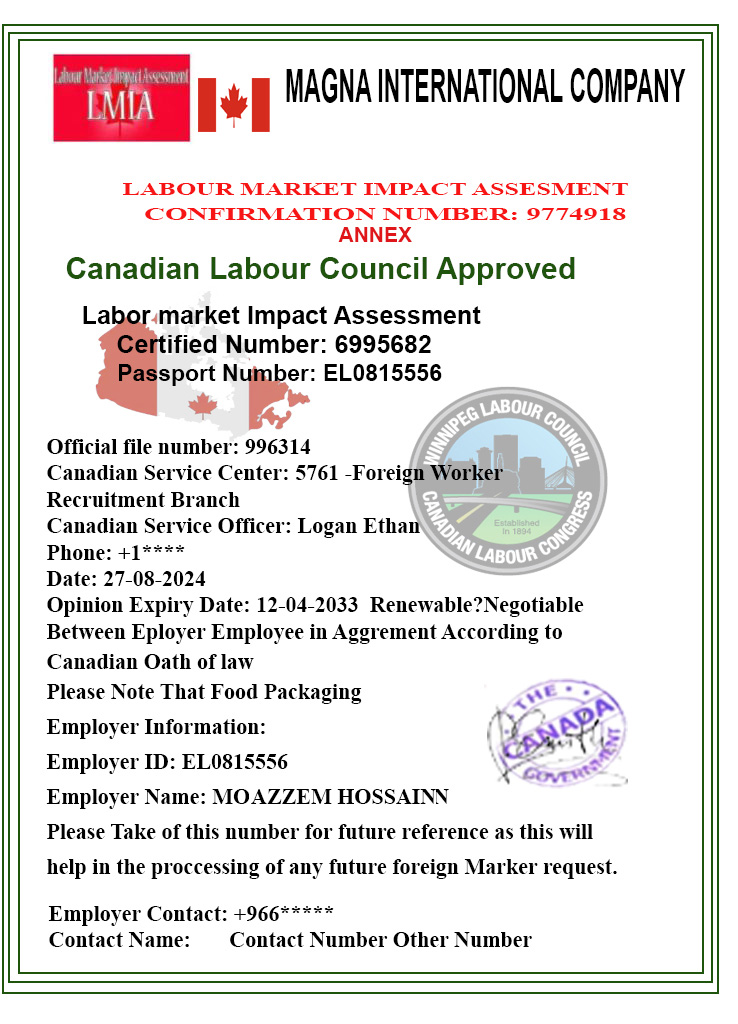 Labour Market Impact Assessment
LMIA
MAGNA INTERNATIONAL COMPANY
LABOUR MARKET IMPACT ASSESMENT
CONFIRMATION NUMBER: 9774918
ANNEX
Canadian Labour Council Approved
Labor market Impact Assessment
Certified Number: 6995682
Passport Number: EL0815556
WINNIPEG LABOUR COUNCIL
Established
In 1894
CANADIAN LABOUR CONGRESS
Official file number: 996314
Canadian Service Center: 5761 -Foreign Worker
Recruitment Branch
Canadian Service Officer: Logan Ethan
Phone: +1****
Date: 27-08-2024
Opinion Expiry Date: 12-04-2033  Renewable?Negotiable
Between Eployer Employee in Aggrement According to
Canadian Oath of law
Please Note That Food Packaging
Employer Information:
Employer ID: EL0815556
Employer Name: MOAZZEM HOSSAINN
THE
CANADA
GOVERNMENT
Please Take of this number for future reference as this will
help in the proccessing of any future foreign Marker request.
Employer Contact: +966*****
Contact Name: Contact Number Other Number